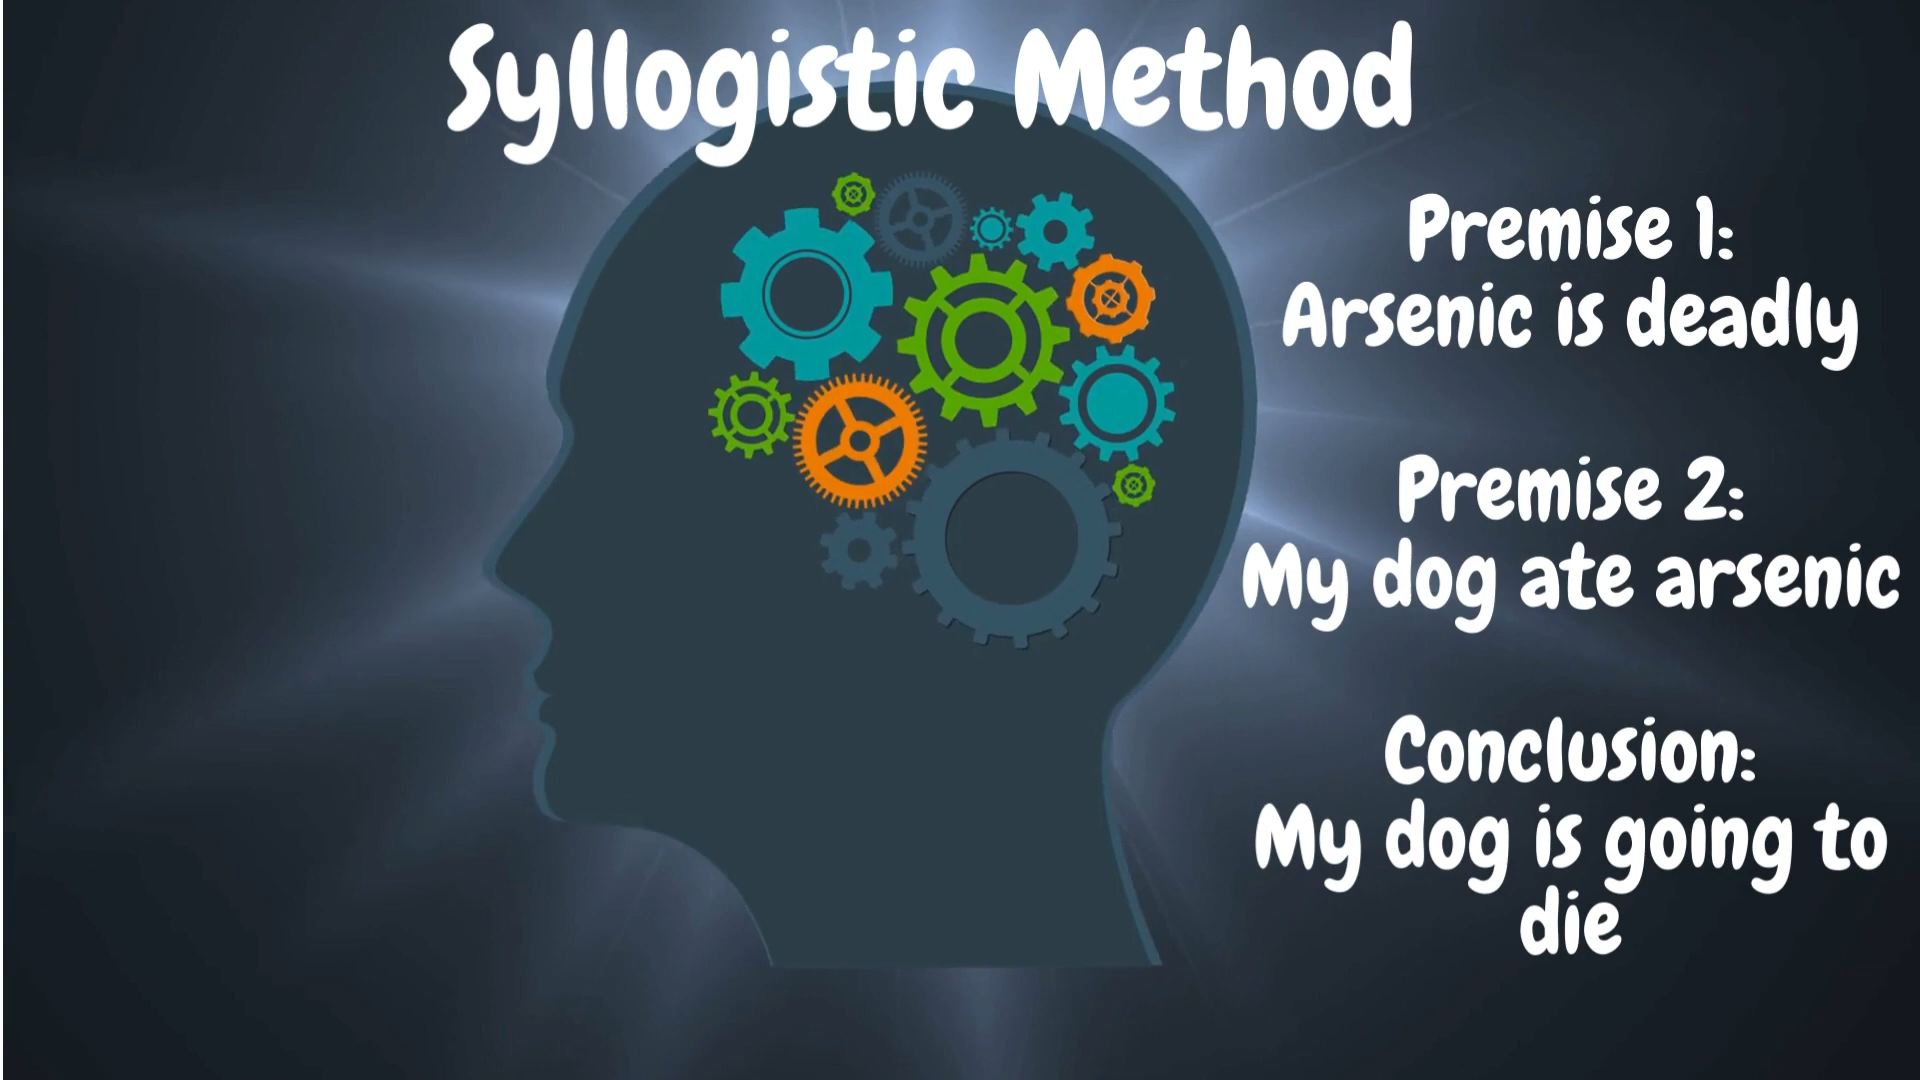 Syllogistic Method
Premise 1:
Arsenic is deadly
Premise 2:
My dog ate arsenic
Conclusion:
My dog is going to
die